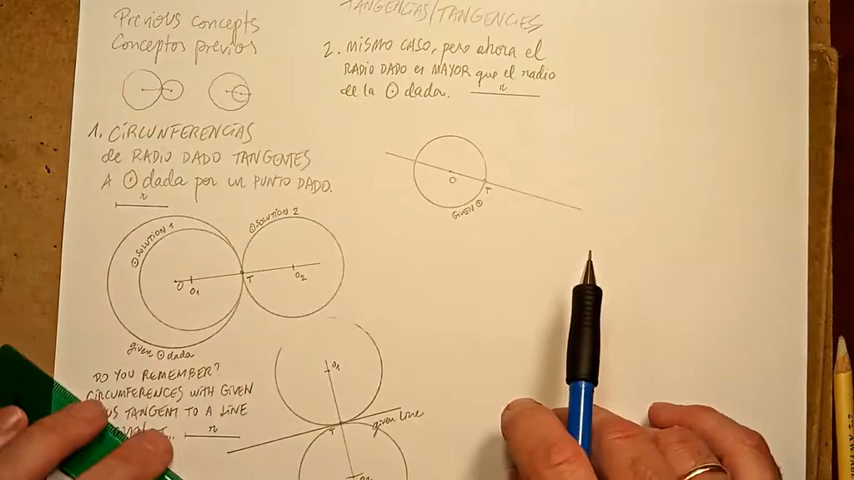 Previous concepts
Conceptos previos
TANGENCIAS/TANGENCIES
1. CIRCUNFERENCIAS
de RADIO DADO TANGENTES
A ⊙ dada por un PUNTO DADO.
r
⊙ SOLUTION 1
⊙ SOLUTION 2
O
O1
T
O2
given ⊙ dada
DO YOU REMEMBER?
CIRCUMFERENCES WITH GIVEN
TANGENT TO A LINE
r
O1
T
given line
2. MISMO CASO, pero ahora el
RADIO DADO es MAYOR que el radio
de la ⊙ dada.
r
O
T
GIVEN ⊙